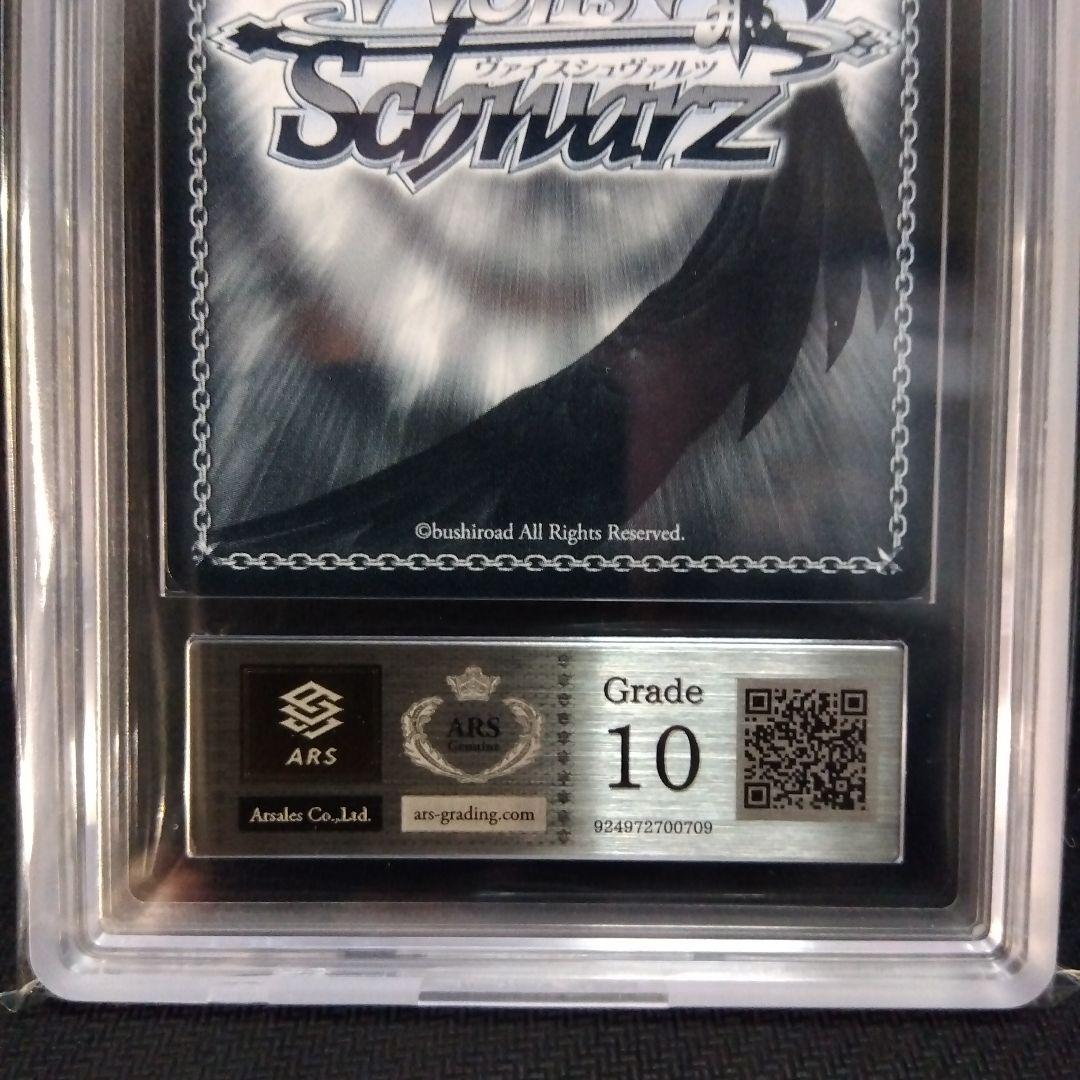 Weiß
ヴァイスシュヴァルツ
Schwarz
©bushiroad All Rights Reserved.
ARS
Arsales Co.,Ltd.
ARS
Genuine
ars-grading.com
Grade
10
924972700709